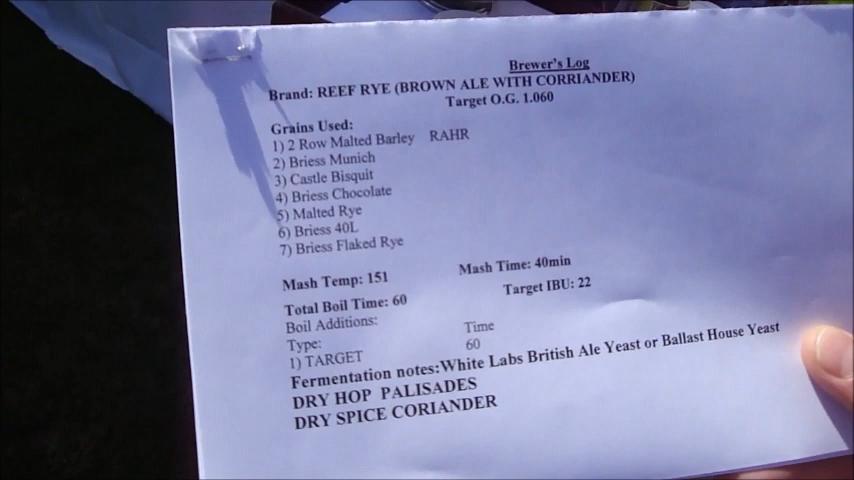 Brewer's Log
Brand: REEF RYE (BROWN ALE WITH CORRIANDER)
Target O.G. 1.060
Grains Used:
1) 2 Row Malted Barley RAHR
2) Briess Munich
3) Castle Bisquit
4) Briess Chocolate
5) Malted Rye
6) Briess 40L
7) Briess Flaked Rye
Mash Temp: 151 Mash Time: 40min
Total Boil Time: 60 Target IBU: 22
Boil Additions:
Type: Time
1) TARGET 60
Fermentation notes:White Labs British Ale Yeast or Ballast House Yeast
DRY HOP PALISADES
DRY SPICE CORIANDER